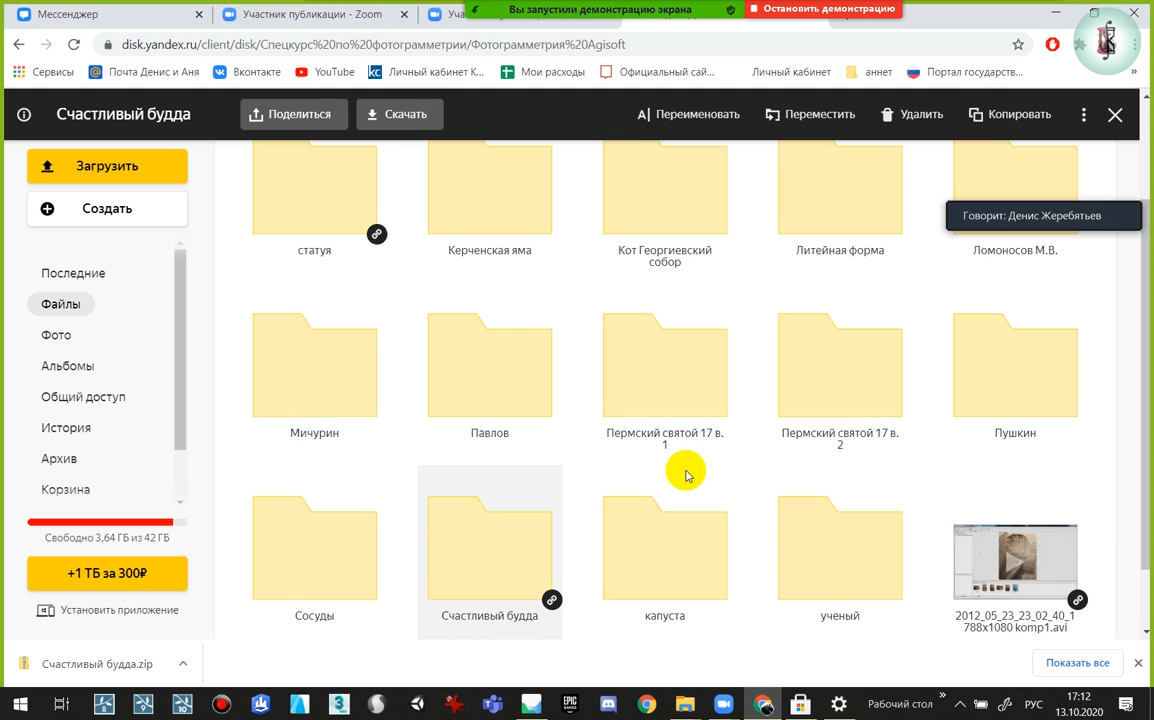 Вы запустили демонстрацию экрана
Остановить демонстрацию
Мессенджер
Участник публикации - Zoom
disk.yandex.ru/client/disk/Спецкурс%20по%20фотограмметрии/Фотограмметрия%20Agisoft
Сервисы
Почта Денис и Аня
Вконтакте
YouTube
Личный кабинет К...
Мои расходы
Официальный сай...
Личный кабинет
аннет
Портал государств...
Счастливый будда
Поделиться
Скачать
Переименовать
Переместить
Удалить
Копировать
Загрузить
Создать
Говорит: Денис Жеребятьев
Последние
Файлы
Фото
Альбомы
Общий доступ
История
Архив
Корзина
Свободно 3,64 ГБ из 42 ГБ
+1 ТБ за 300₽
Установить приложение
статуя
Керченская яма
Кот Георгиевский
собор
Литейная форма
Ломоносов М.В.
Мичурин
Павлов
Пермский святой 17 в.
1
Пермский святой 17 в.
2
Пушкин
Сосуды
Счастливый будда
капуста
ученый
2012_05_23_23_02_40_1
788x1080 komp1.avi
Счастливый будда.zip
Показать все
Рабочий стол
РУС
17:12
13.10.2020